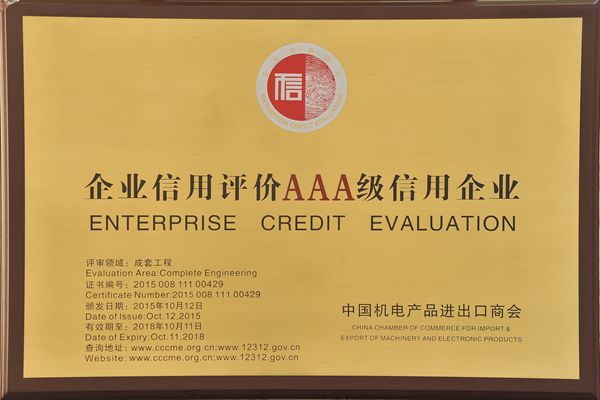 信
ENTERPRISE CREDIT EVALUATION
企业信用评价AAA级信用企业
ENTERPRISE CREDIT EVALUATION
评审领域：成套工程
Evaluation Area:Complete Engineering
证书编号：2015 008 111 00429
Certificate Number:2015 008 111 00429
颁发日期：2015年10月12日
Date of Issue:Oct.12,2015
有效期至：2018年10月11日
Date of Expiry:Oct.11,2018
查询地址：www.cccme.org.cn;www.12312.gov.cn
Website: www.cccme.org.cn;www.12312.gov.cn
中国机电产品进出口商会
CHINA CHAMBER OF COMMERCE FOR IMPORT &
EXPORT OF MACHINERY AND ELECTRONIC PRODUCTS